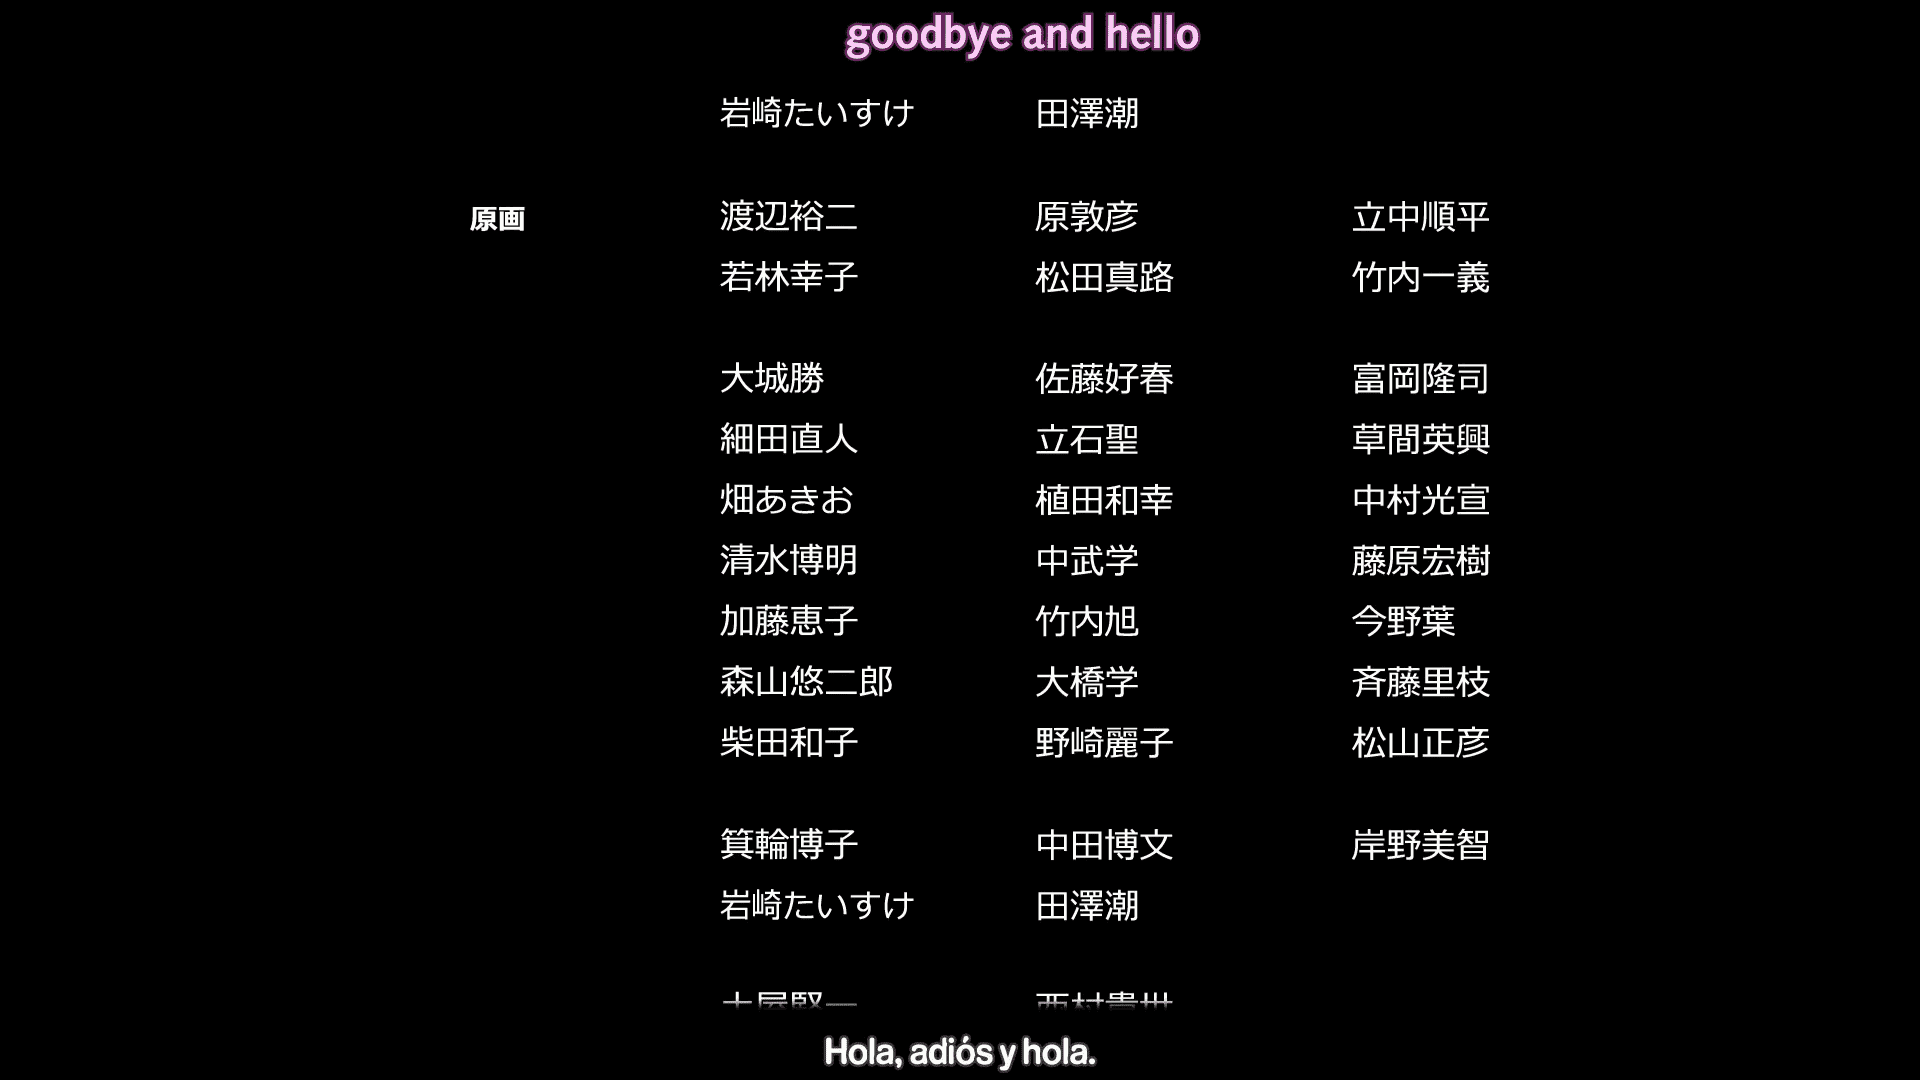 goodbye and hello
岩崎たいすけ 田澤潮
原画 渡辺裕二 原敦彦 立中順平
若林幸子 松田真路 竹内一義
大城勝 佐藤好春 富岡隆司
細田直人 立石聖 草間英興
畑あきお 植田和幸 中村光宣
清水博明 中武学 藤原宏樹
加藤恵子 竹内旭 今野葉
森山悠二郎 大橋学 斉藤里枝
柴田和子 野崎麗子 松山正彦
箕輪博子 中田博文 岸野美智
岩崎たいすけ 田澤潮
Hola, adiós y hola.